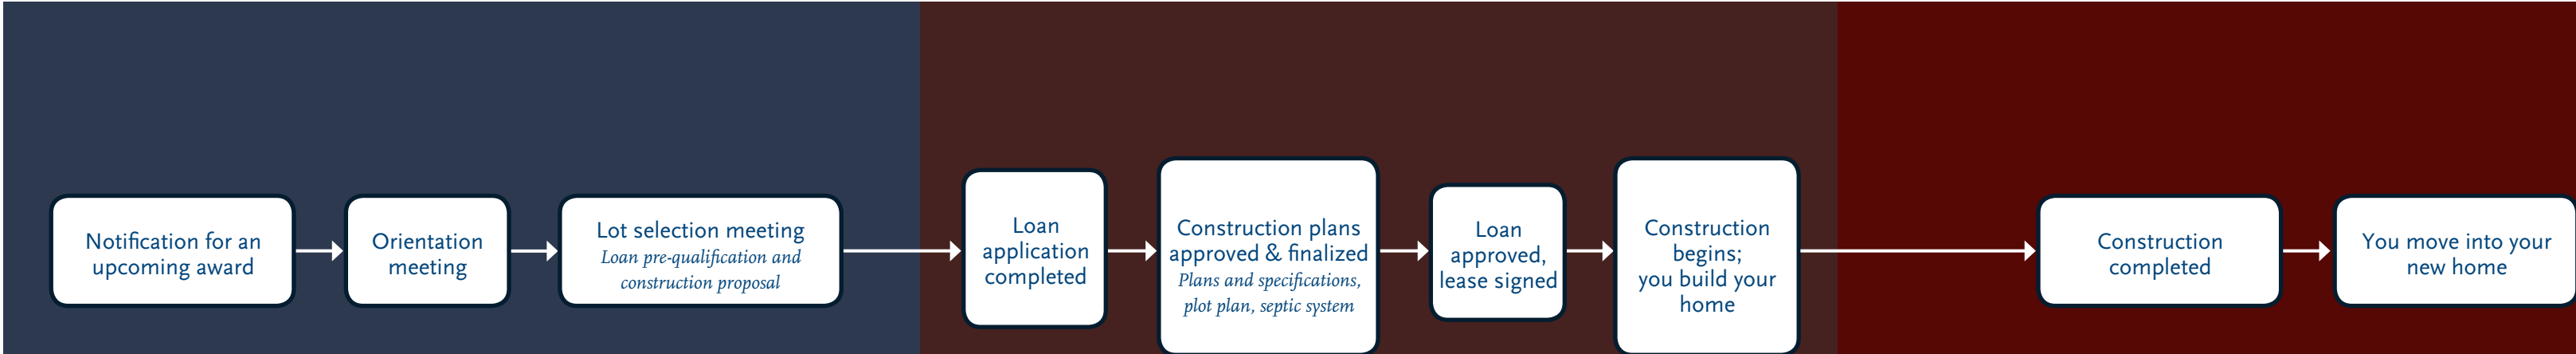 Notification for an
upcoming award
Orientation
meeting
Lot selection meeting
Loan pre-qualification and
construction proposal
Loan
application
completed
Construction plans
approved & finalized
Plans and specifications,
plot plan, septic system
Loan
approved,
lease signed
Construction
begins;
you build your
home
Construction
completed
You move into your
new home